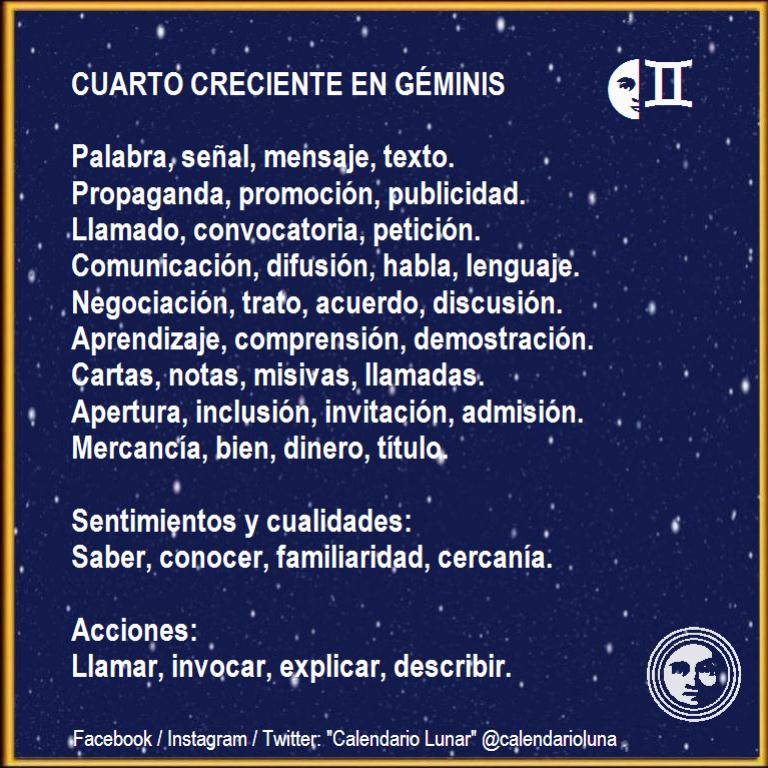 CUARTO CRECIENTE EN GÉMINIS
Palabra, señal, mensaje, texto.
Propaganda, promoción, publicidad.
Llamado, convocatoria, petición.
Comunicación, difusión, habla, lenguaje.
Negociación, trato, acuerdo, discusión.
Aprendizaje, comprensión, demostración.
Cartas, notas, misivas, llamadas.
Apertura, inclusión, invitación, admisión.
Mercancía, bien, dinero, título.
Sentimientos y cualidades:
Saber, conocer, familiaridad, cercanía.
Acciones:
Llamar, invocar, explicar, describir.
Facebook / Instagram / Twitter: "Calendario Lunar" @calendarioluna